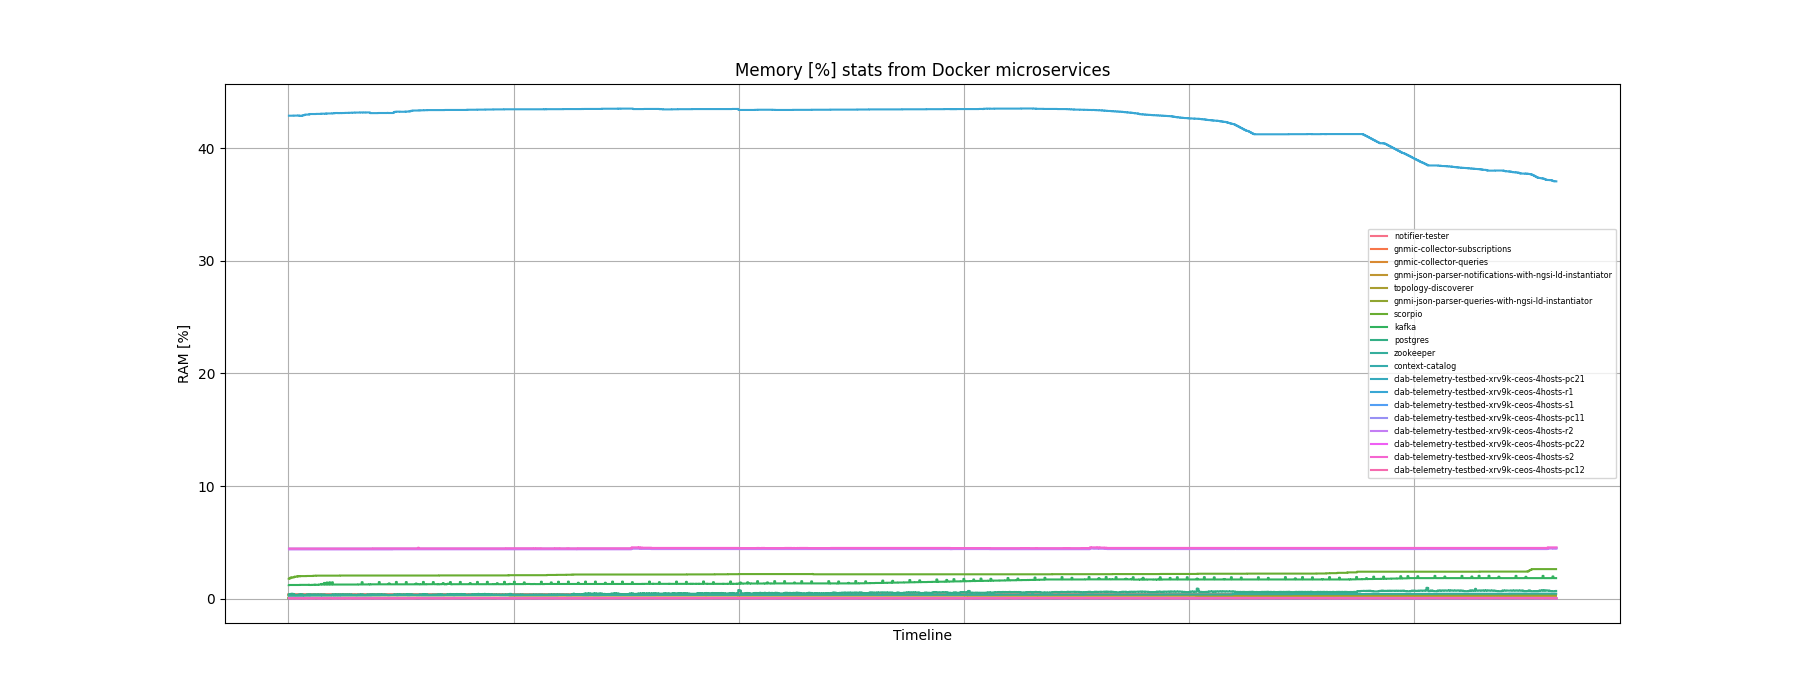 Memory [%] stats from Docker microservices
RAM [%]
40
30
20
10
0
notifier-tester
gnmic-collector-subscriptions
gnmic-collector-queries
gnmi-json-parser-notifications-with-ngsi-ld-instantiator
topology-discoverer
gnmi-json-parser-queries-with-ngsi-ld-instantiator
scorpio
kafka
postgres
zookeeper
context-catalog
clab-telemetry-testbed-xrv9k-ceos-4hosts-pc21
clab-telemetry-testbed-xrv9k-ceos-4hosts-r1
clab-telemetry-testbed-xrv9k-ceos-4hosts-s1
clab-telemetry-testbed-xrv9k-ceos-4hosts-pc11
clab-telemetry-testbed-xrv9k-ceos-4hosts-r2
clab-telemetry-testbed-xrv9k-ceos-4hosts-pc22
clab-telemetry-testbed-xrv9k-ceos-4hosts-s2
clab-telemetry-testbed-xrv9k-ceos-4hosts-pc12
Timeline